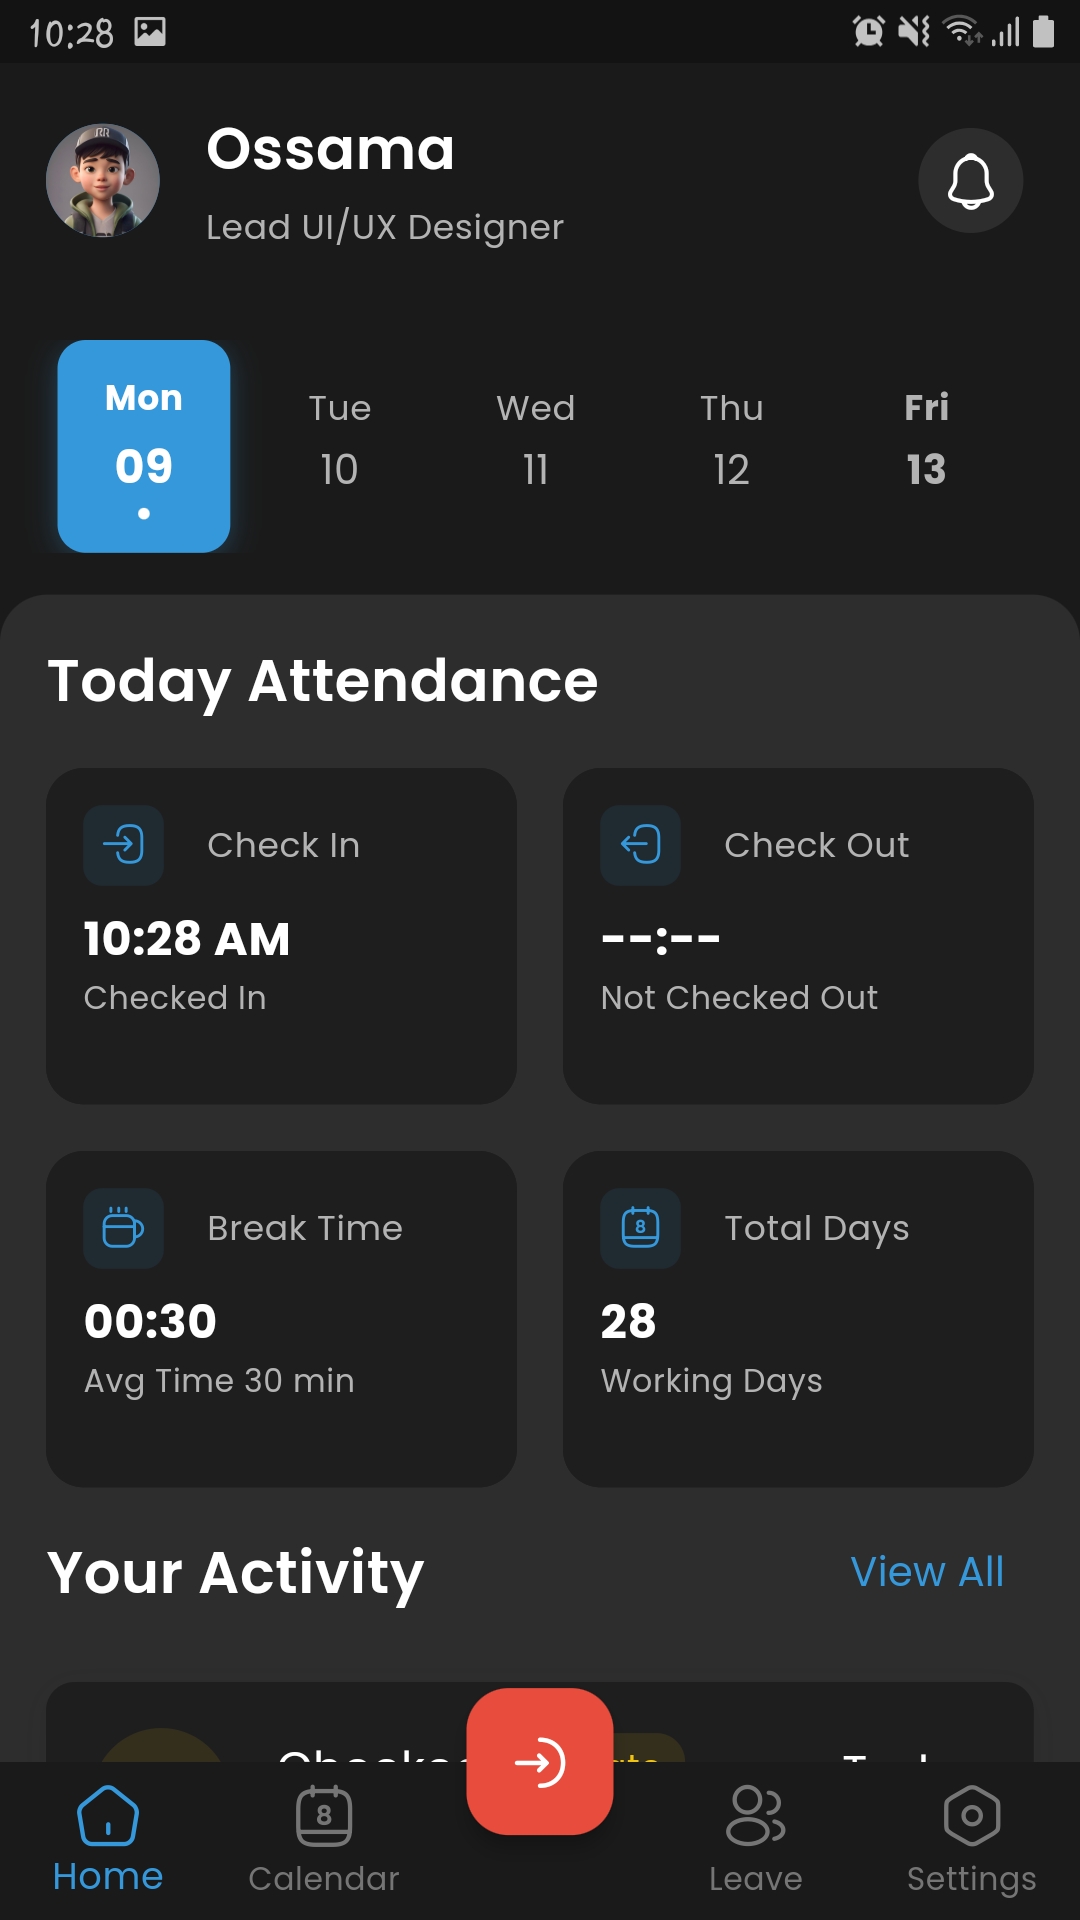 10:28
Ossama
Lead UI/UX Designer
Mon Tue Wed Thu Fri
09 10 11 12 13
Today Attendance
Check In
10:28 AM
Checked In
Check Out
--:--
Not Checked Out
Break Time
00:30
Avg Time 30 min
8
Total Days
28
Working Days
Your Activity
View All
8
Home Calendar Leave Settings